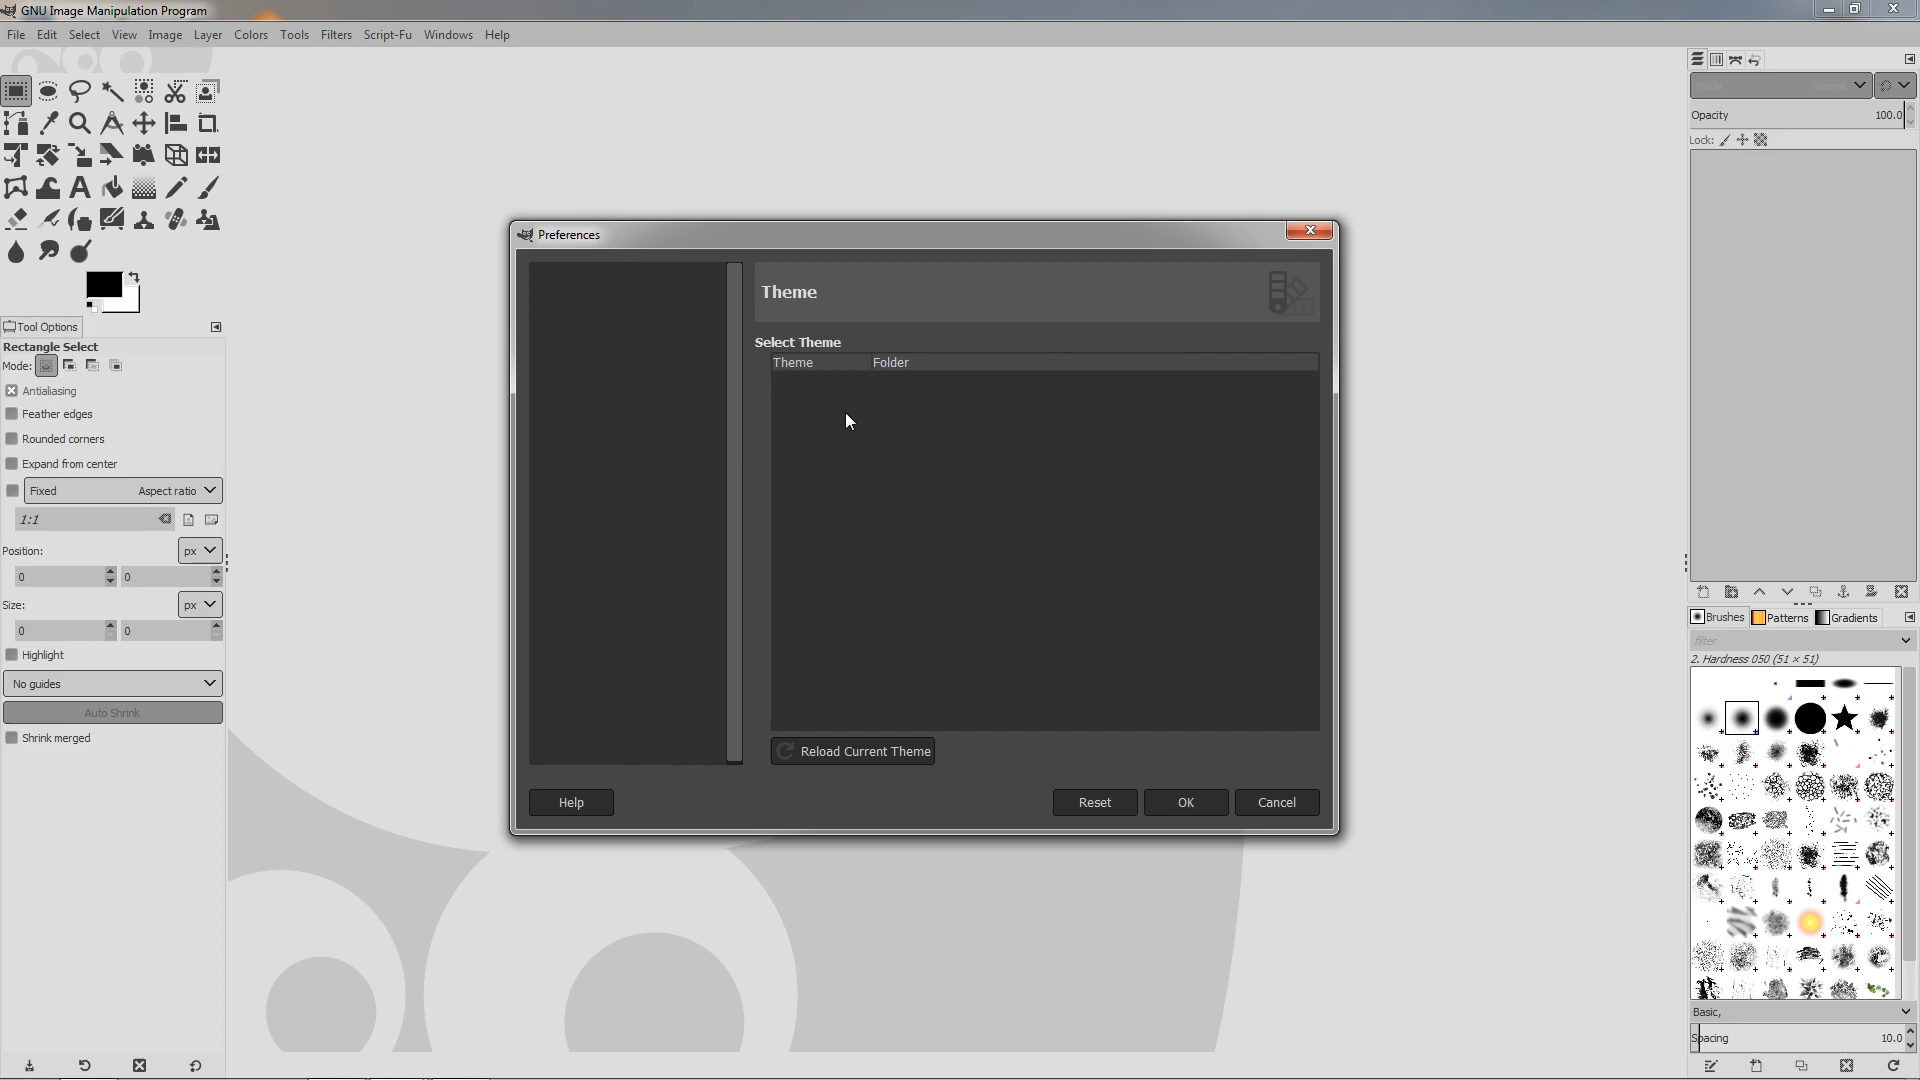 GNU Image Manipulation Program
File Edit Select View Image Layer Colors Tools Filters Script-Fu Windows Help
Tool Options
Rectangle Select
Mode:
Antialiasing
Feather edges
Rounded corners
Expand from center
Fixed Aspect ratio
1:1
Position: px
0 0
Size: px
0 0
Highlight
No guides
Auto Shrink
Shrink merged
Preferences
Theme
Select Theme
Theme Folder
Reload Current Theme
Help Reset OK Cancel
Mode Normal
Opacity 100.0
Lock:
Brushes Patterns Gradients
filter
2. Hardness 050 (51 × 51)
Basic,
Spacing 10.0